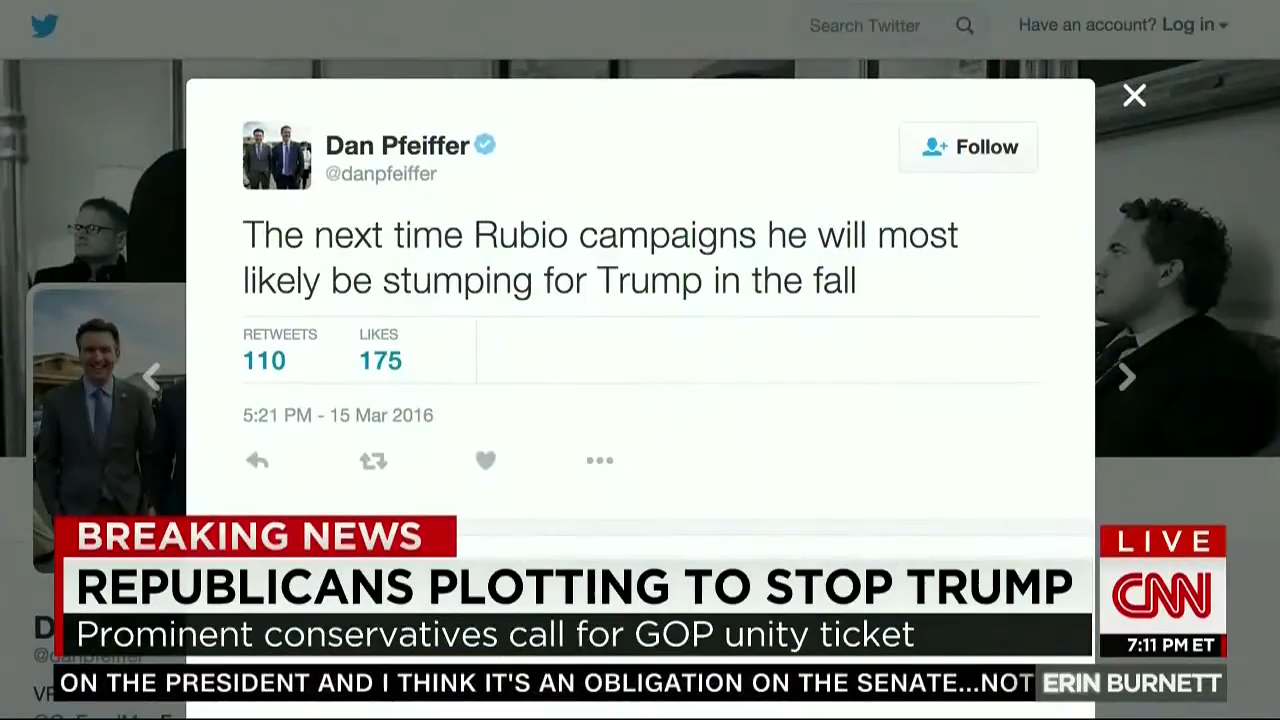 Search Twitter
Have an account? Log in
Dan Pfeiffer
@danpfeiffer
Follow
The next time Rubio campaigns he will most
likely be stumping for Trump in the fall
RETWEETS LIKES
110 175
5:21 PM - 15 Mar 2016
BREAKING NEWS
REPUBLICANS PLOTTING TO STOP TRUMP
Prominent conservatives call for GOP unity ticket
LIVE
CNN
7:11 PM ET
D
@danpfeiffer
ON THE PRESIDENT AND I THINK IT'S AN OBLIGATION ON THE SENATE...NOT
ERIN BURNETT